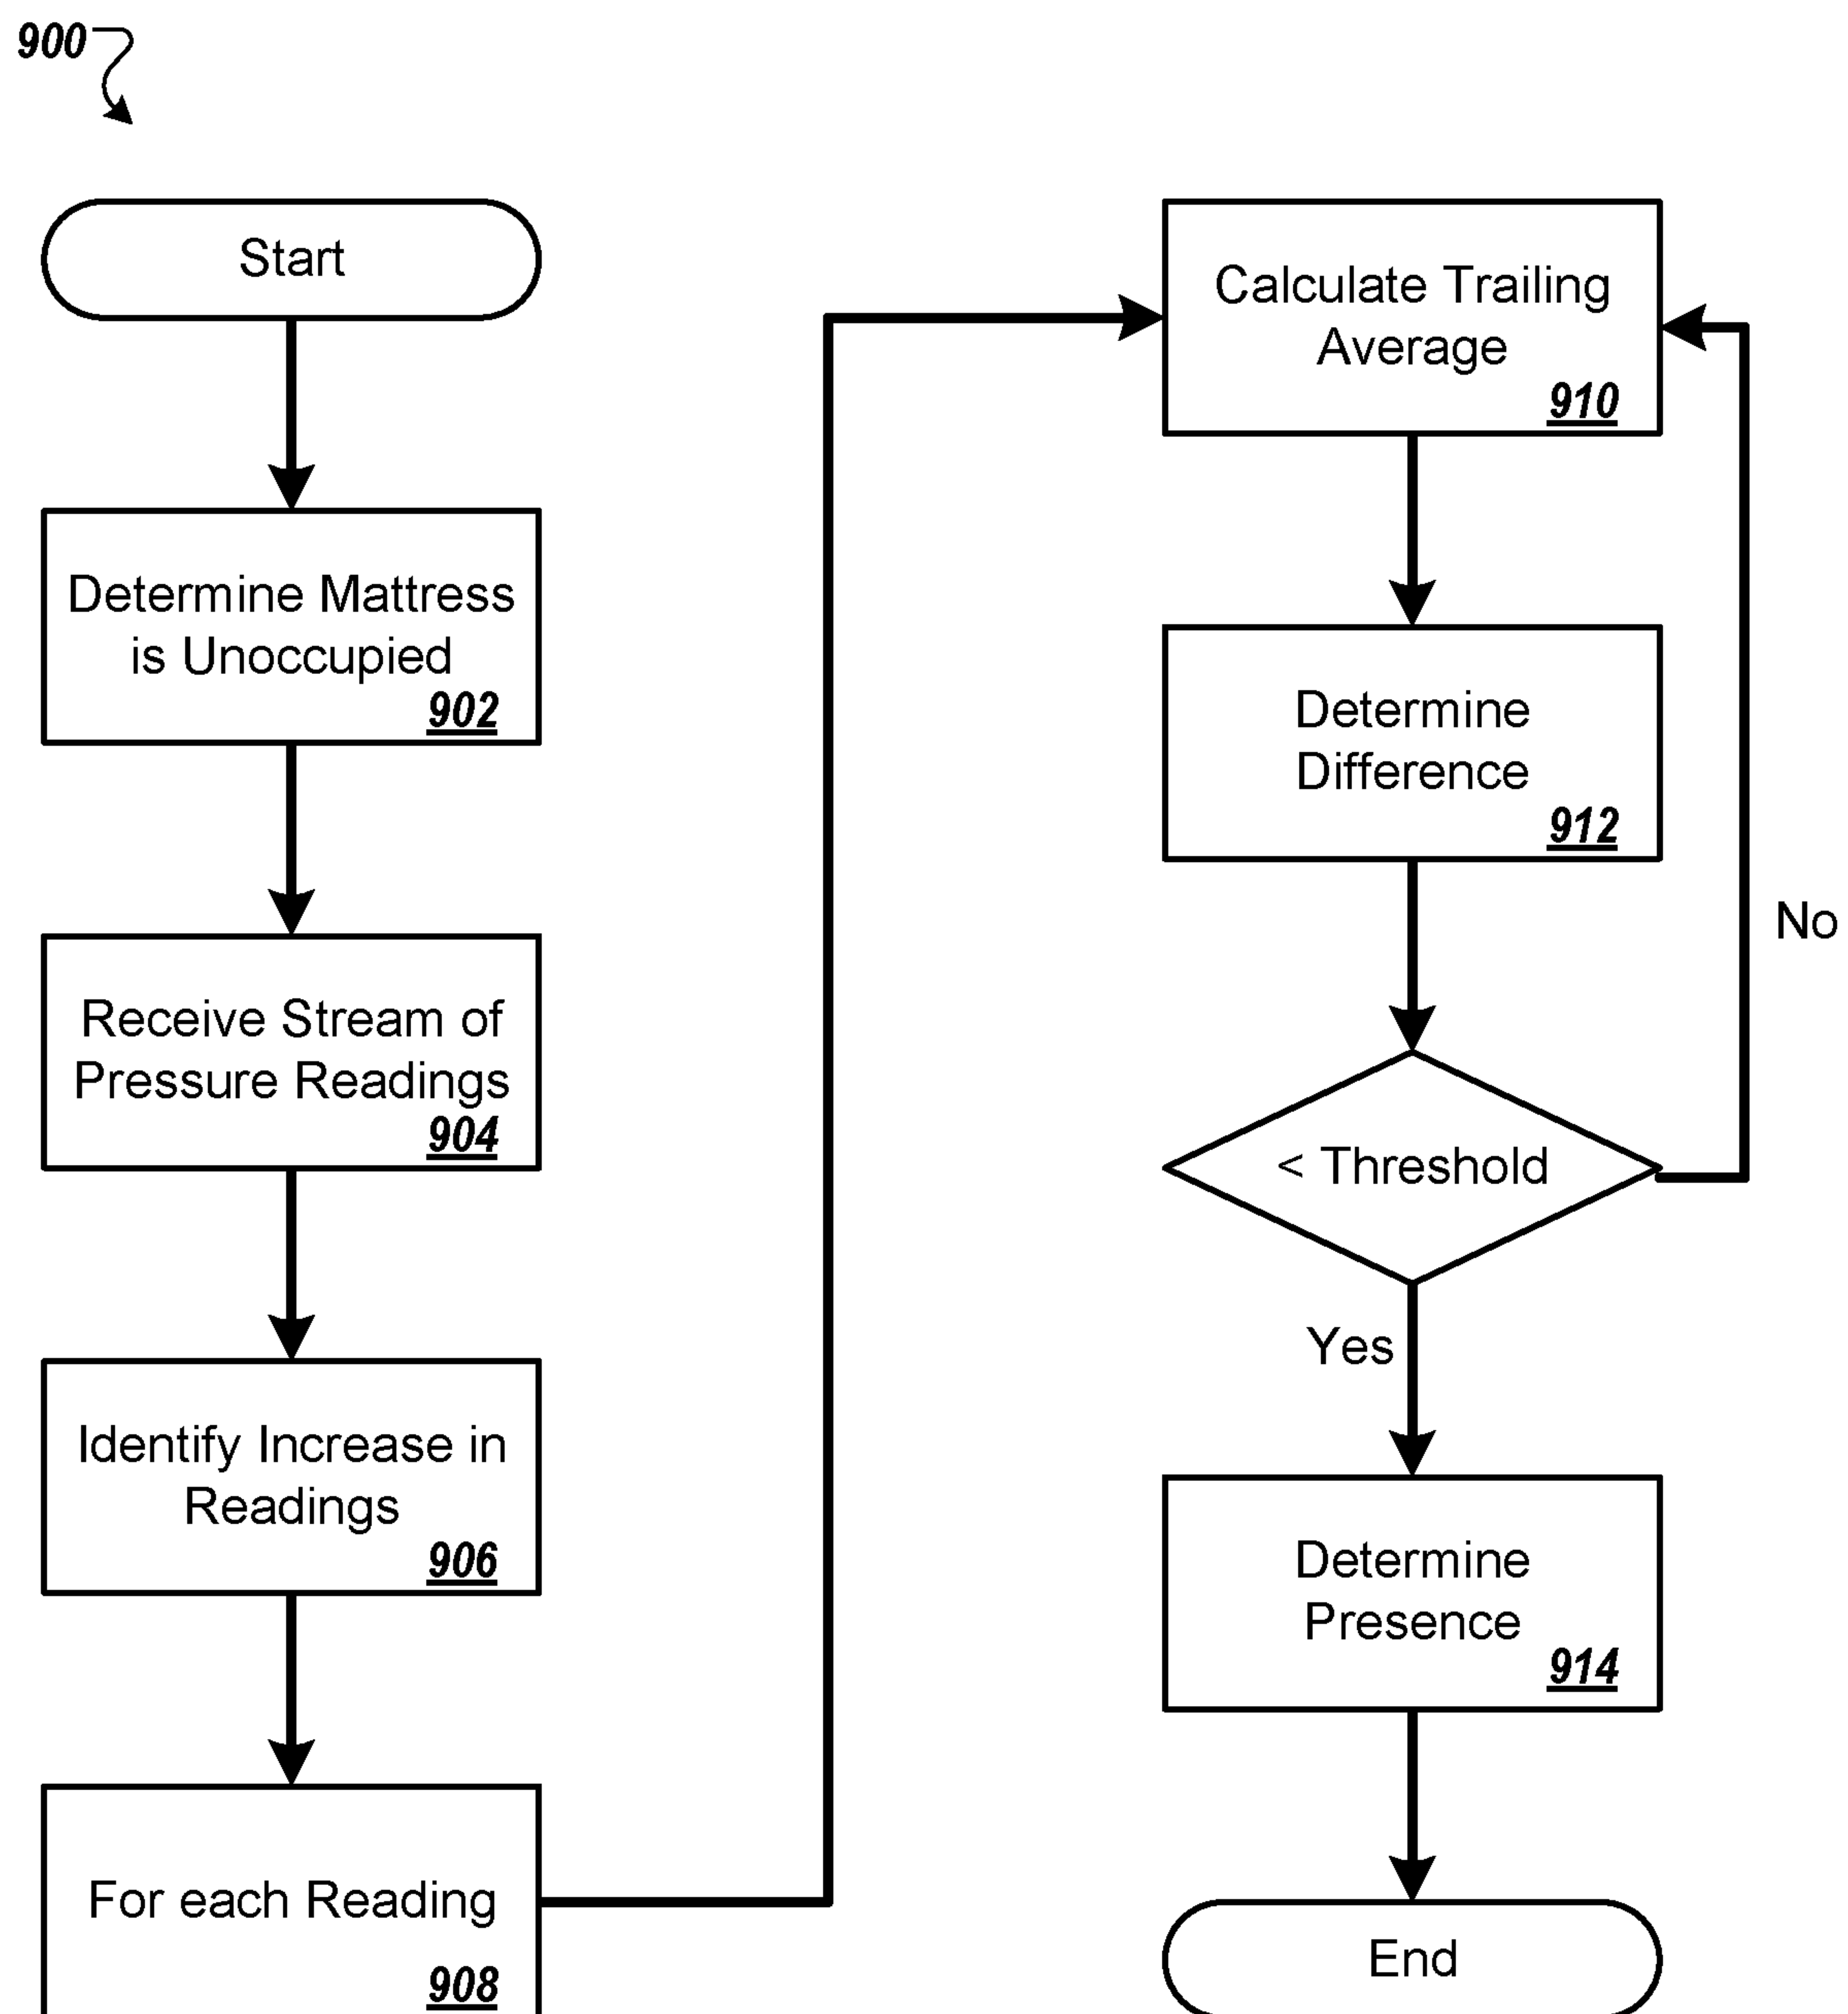 900
Start
Determine Mattress
is Unoccupied
902
Receive Stream of
Pressure Readings
904
Identify Increase in
Readings
906
For each Reading
908
Calculate Trailing
Average
910
Determine
Difference
912
< Threshold
No
Yes
Determine
Presence
914
End